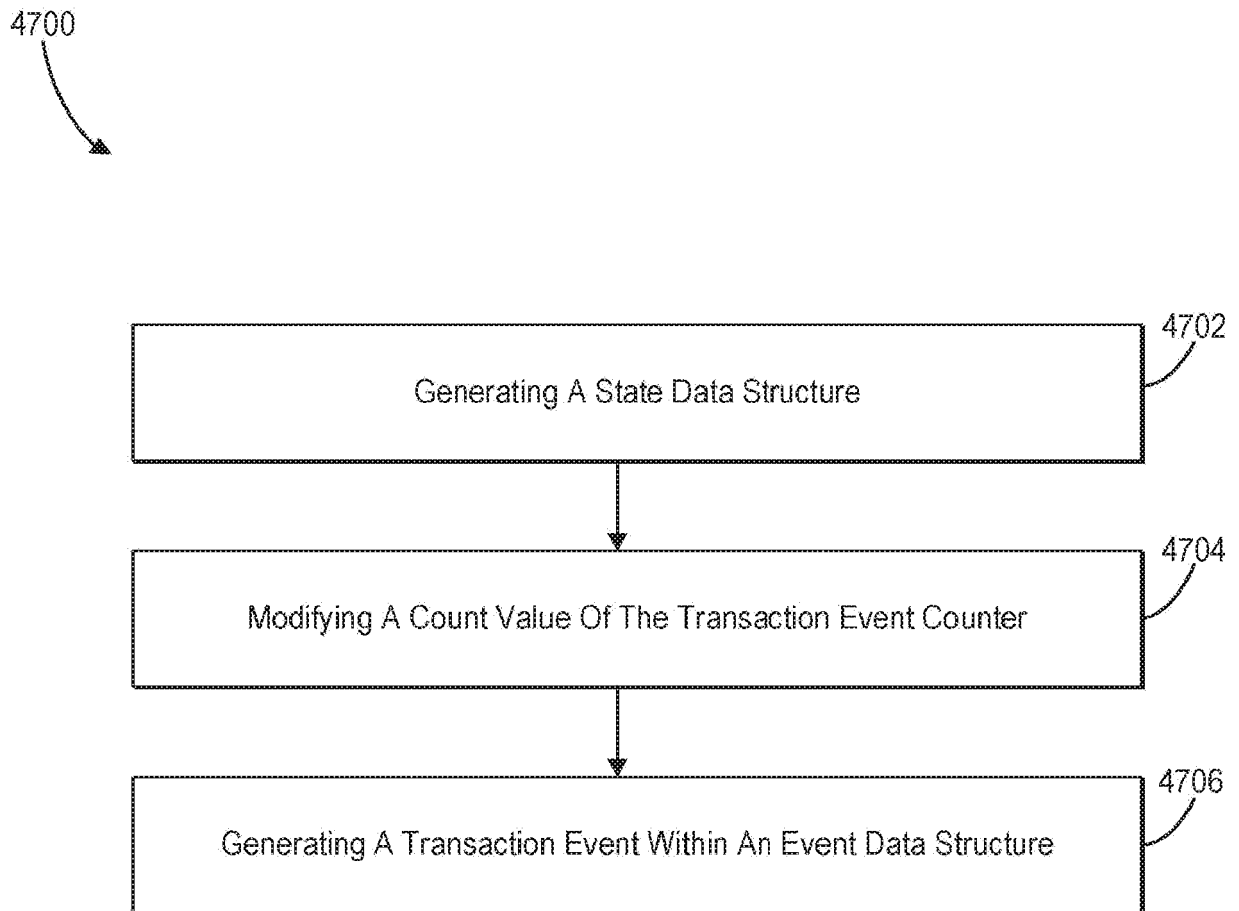 4700
4702
Generating A State Data Structure
4704
Modifying A Count Value Of The Transaction Event Counter
4706
Generating A Transaction Event Within An Event Data Structure